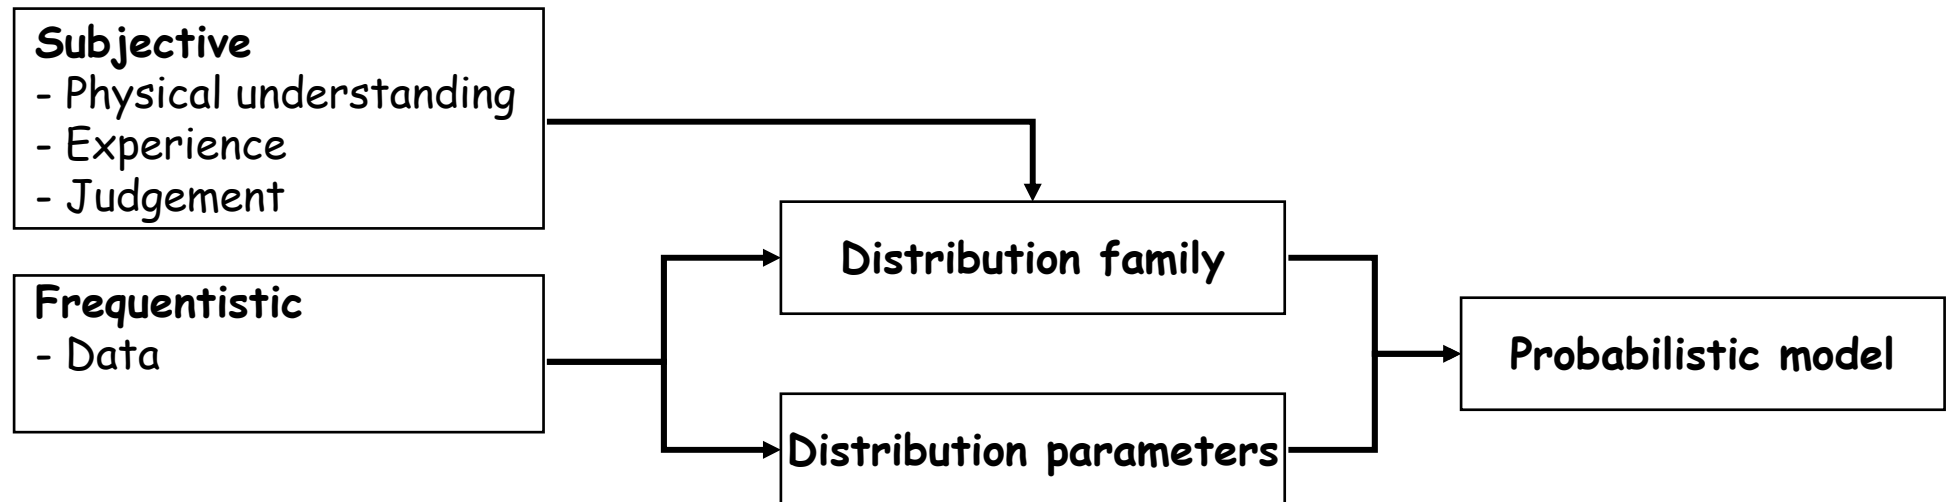 Subjective
- Physical understanding
- Experience
- Judgement
Frequentistic
- Data
Distribution family
Distribution parameters
Probabilistic model